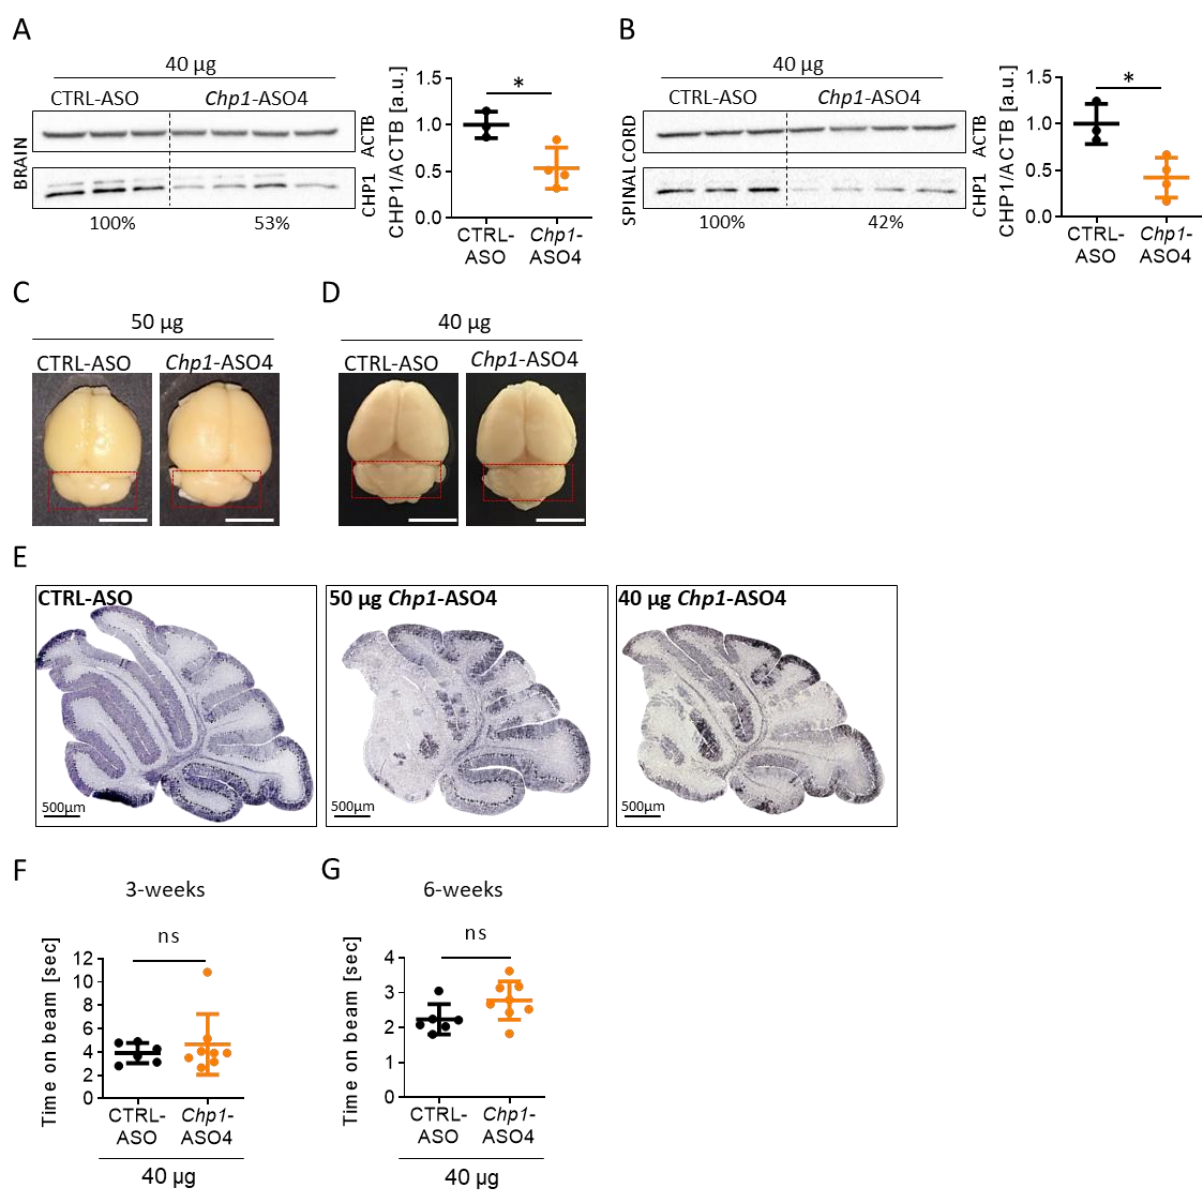 A
40 µg
CTRL-ASO Chp1-ASO4
BRAIN
ACTB
CHP1
100% 53%
CHP1/ACTB [a.u.]
1.5
1.0
0.5
0.0
*
CTRL-ASO
Chp1-ASO4
B
40 µg
CTRL-ASO Chp1-ASO4
SPINAL CORD
ACTB
CHP1
100% 42%
CHP1/ACTB [a.u.]
1.5
1.0
0.5
0.0
*
CTRL-ASO
Chp1-ASO4
C
50 µg
CTRL-ASO Chp1-ASO4
D
40 µg
CTRL-ASO Chp1-ASO4
E
CTRL-ASO
500µm
50 µg Chp1-ASO4
500µm
40 µg Chp1-ASO4
500µm
F
3-weeks
ns
Time on beam [sec]
12
10
8
6
4
2
0
CTRL-ASO
Chp1-ASO4
40 µg
G
6-weeks
ns
Time on beam [sec]
4
3
2
1
0
CTRL-ASO
Chp1-ASO4
40 µg